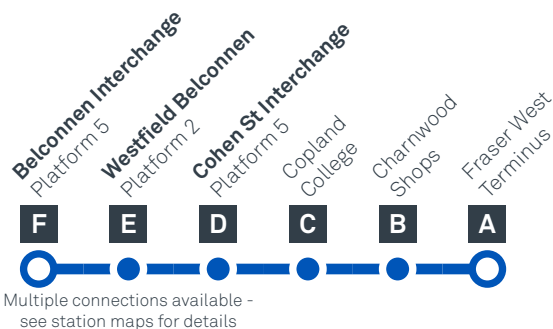 Belconnen Interchange
Platform 5
Westfield Belconnen
Platform 2
Cohen St Interchange
Platform 5
Copland
College
Charnwood
Shops
Fraser West
Terminus
F
E
D
C
B
A
Multiple connections available -
see station maps for details